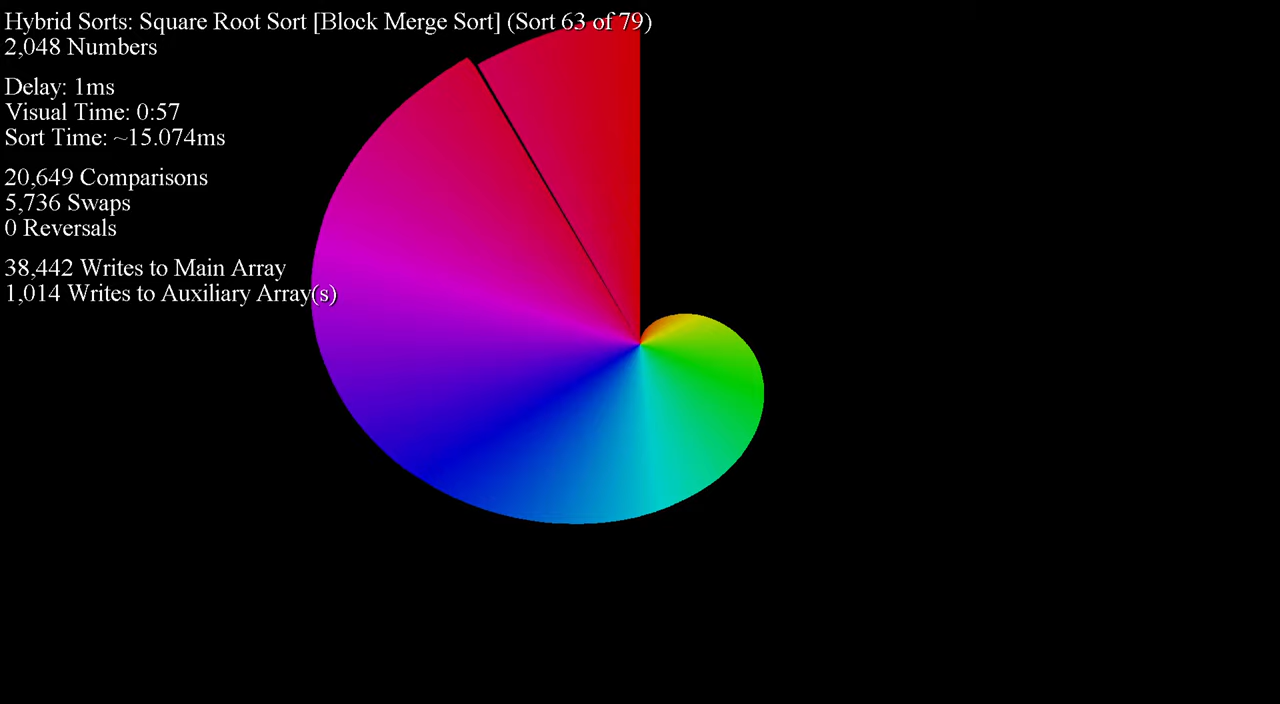 Hybrid Sorts: Square Root Sort [Block Merge Sort] (Sort 63 of 79)
2,048 Numbers
Delay: 1ms
Visual Time: 0:57
Sort Time: ~15.074ms
20,649 Comparisons
5,736 Swaps
0 Reversals
38,442 Writes to Main Array
1,014 Writes to Auxiliary Array(s)